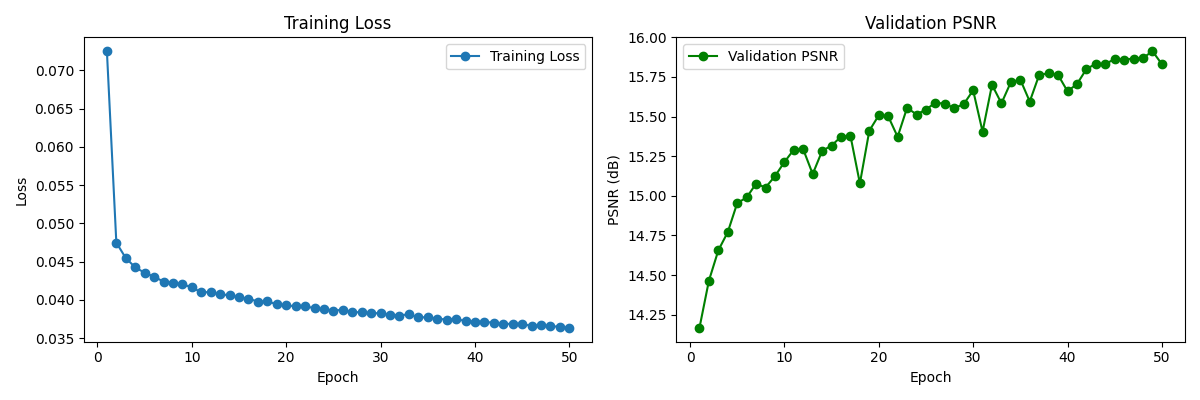 Training Loss
Training Loss
0.070
0.065
0.060
0.055
0.050
0.045
0.040
0.035
Loss
0 10 20 30 40 50
Epoch
Validation PSNR
Validation PSNR
16.00
15.75
15.50
15.25
15.00
14.75
14.50
14.25
PSNR (dB)
0 10 20 30 40 50
Epoch